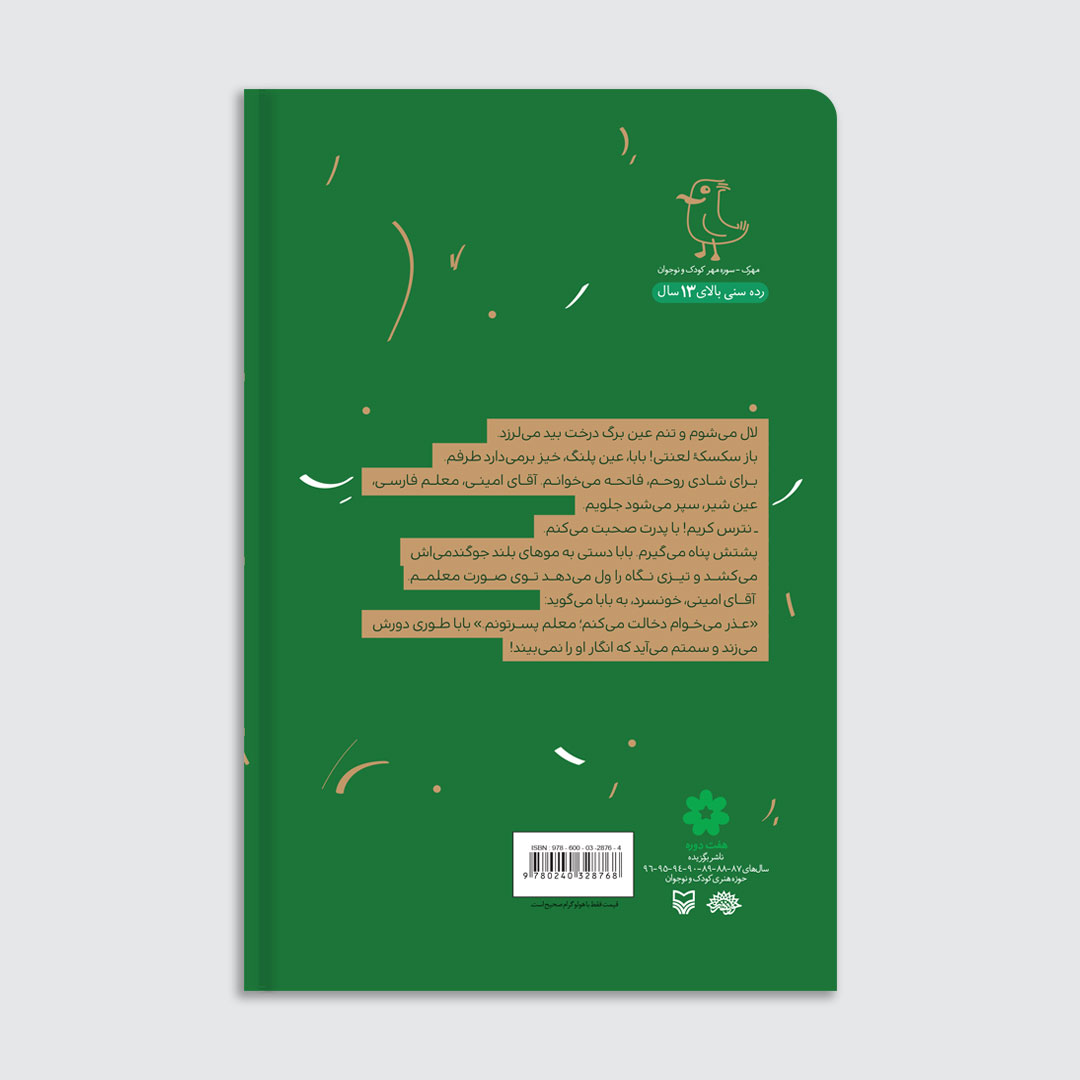 مهرک - سوره مهر کودک و نوجوان
رده سنی بالای ۱۳ سال
لال می‌شوم و تنم عین برگ درخت بید می‌لرزد.
باز سکسکهٔ لعنتی! بابا، عین پلنگ، خیز برمی‌دارد طرفم.
برای شادی روحم، فاتحه می‌خوانم. آقای امینی، معلم فارسی،
عین شیر، سپر می‌شود جلویم.
ـ نترس کریم! با پدرت صحبت می‌کنم.
پشتش پناه می‌گیرم. بابا دستی به موهای بلند جوگندمی‌اش
می‌کشد و تیزی نگاه را ول می‌دهد توی صورت معلمم.
آقای امینی، خونسرد، به بابا می‌گوید:
«عذر می‌خوام دخالت می‌کنم؛ معلم پسرتونم.» بابا طوری دورش
می‌زند و سمتم می‌آید که انگار او را نمی‌بیند!
هفت دوره
ناشر برگزیده
سال‌های ۸۷-۸۸-۸۹-۹۰-۹۴-۹۵-۹۶
حوزه هنری کودک و نوجوان
ISBN : 978 - 600 - 03 -2876 - 4
9 780240 328768
قیمت فقط با هولوگرام صحیح است.